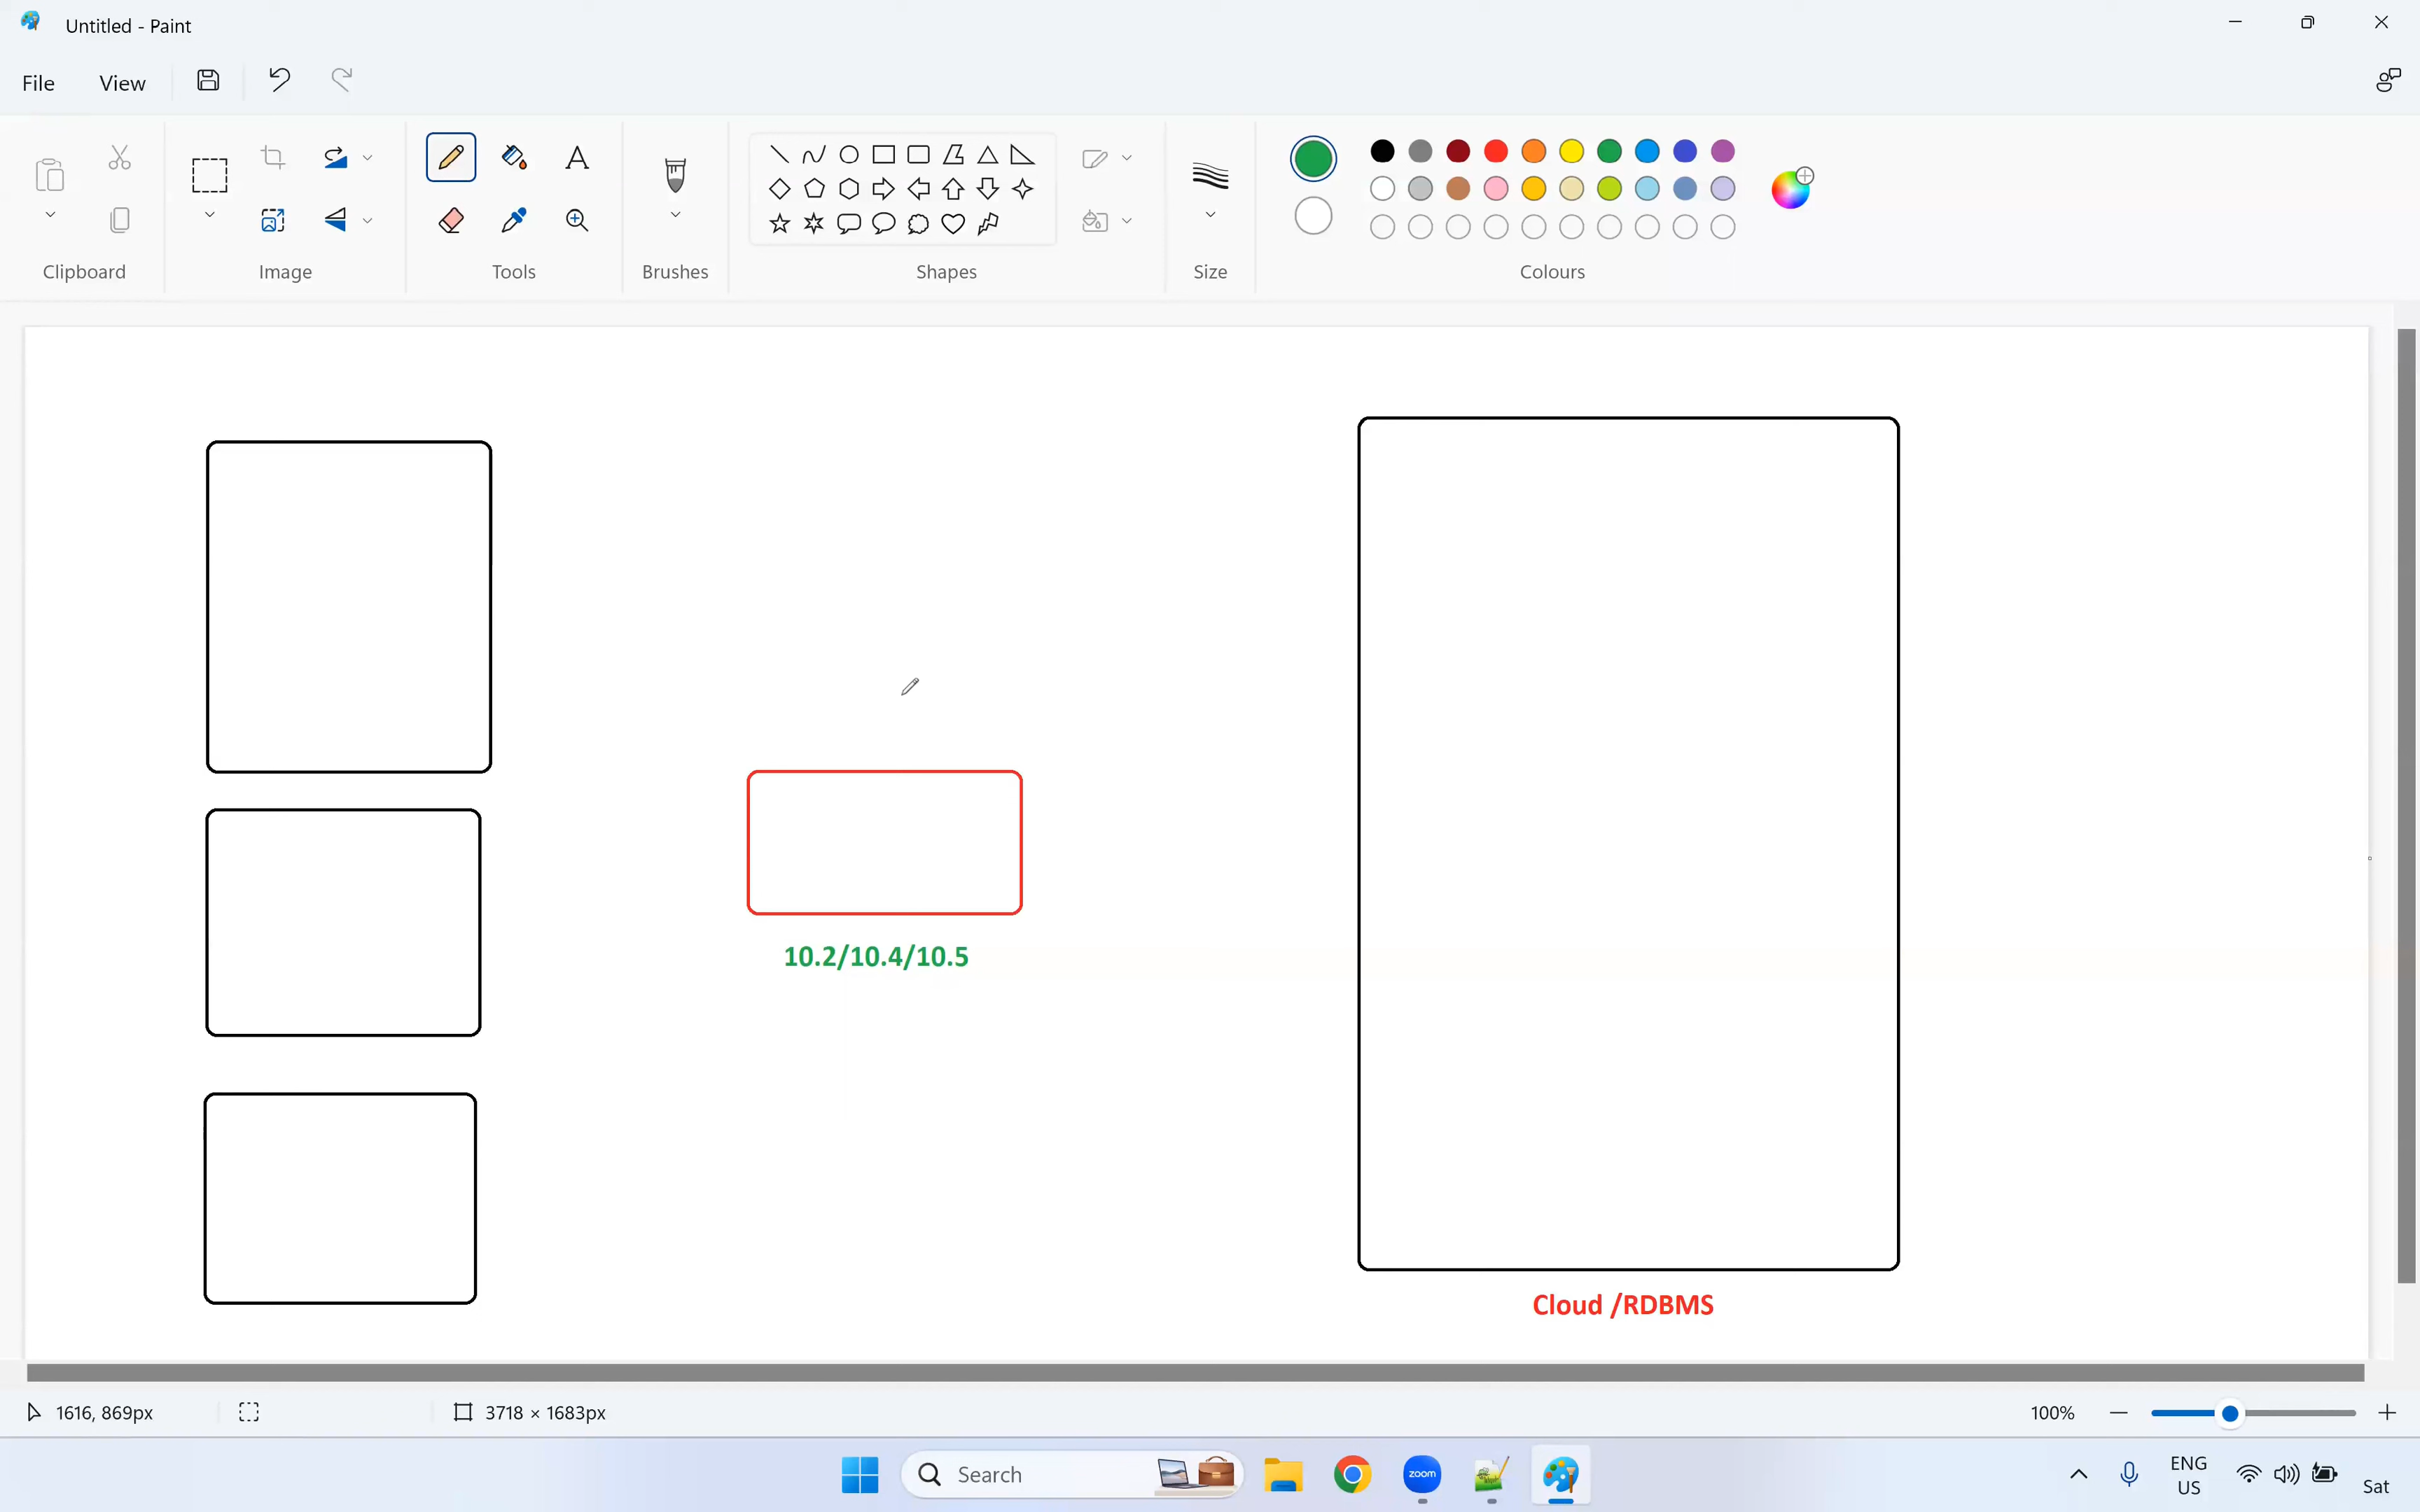 Untitled - Paint
File View
Clipboard Image Tools Brushes Shapes Size Colours
10.2/10.4/10.5
Cloud /RDBMS
1616, 869px 3718 × 1683px 100%
Search zoom ENG
US Sat